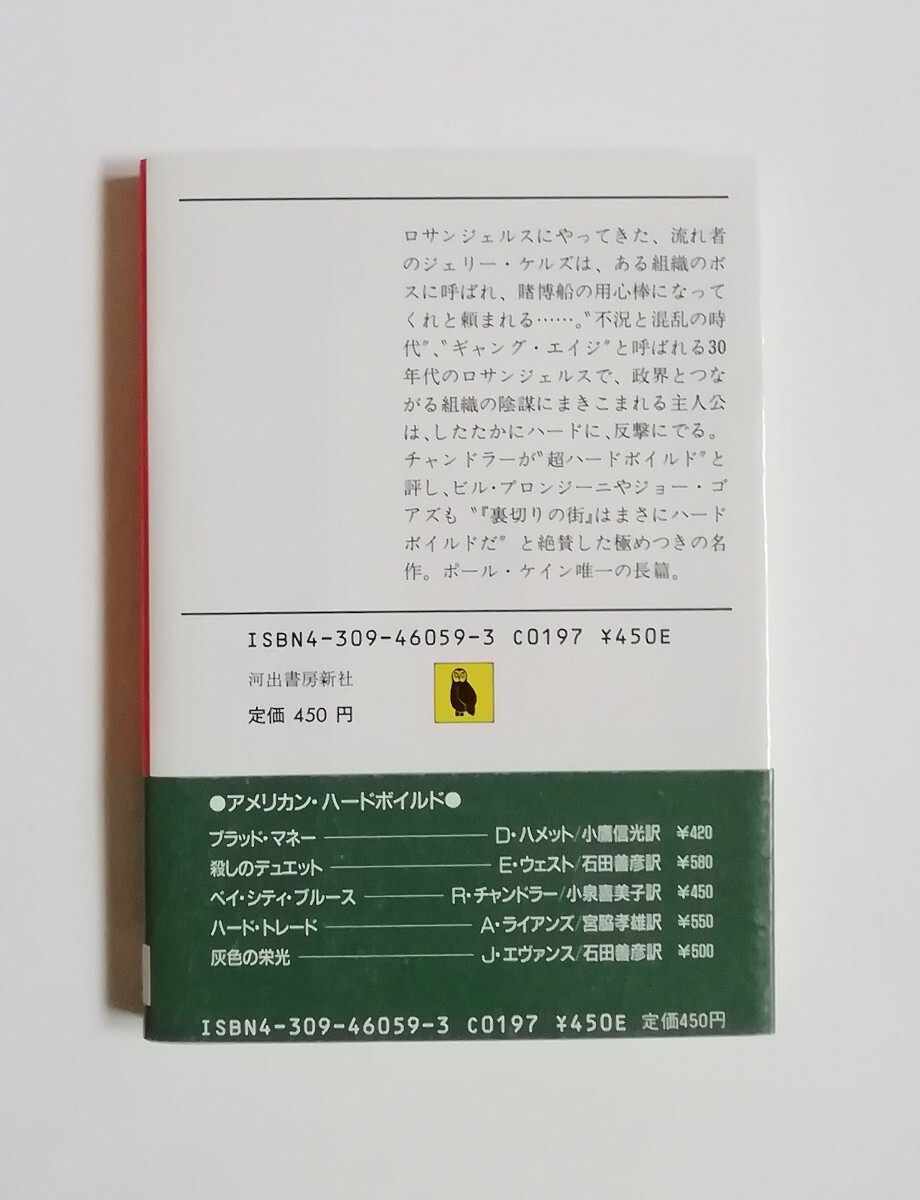 ロサンジェルスにやってきた、流れ者
のジェリー・ケルズは、ある組織のボ
スに呼ばれ、賭博船の用心棒になって
くれと頼まれる……。〝不況と混乱の時
代〟、〝ギャング・エイジ〟と呼ばれる30
年代のロサンジェルスで、政界とつな
がる組織の陰謀にまきこまれる主人公
は、したたかにハードに、反撃にでる。
チャンドラーが〝超ハードボイルド〟と
評し、ビル・プロンジーニやジョー・ゴ
アズも〝『裏切りの街』はまさにハード
ボイルドだ〟と絶賛した極めつきの名
作。ポール・ケイン唯一の長篇。
ISBN4-309-46059-3 C0197 ¥450E
河出書房新社
定価 450 円
●アメリカン・ハードボイルド●
ブラッド・マネー ── D・ハメット/小鷹信光訳 ¥420
殺しのデュエット ── E・ウェスト/石田善彦訳 ¥580
ベイ・シティ・ブルース ── R・チャンドラー/小泉喜美子訳 ¥450
ハード・トレード ── A・ライアンズ/宮脇孝雄訳 ¥550
灰色の栄光 ── J・エヴァンス/石田善彦訳 ¥500
ISBN4-309-46059-3 C0197 ¥450E 定価450円